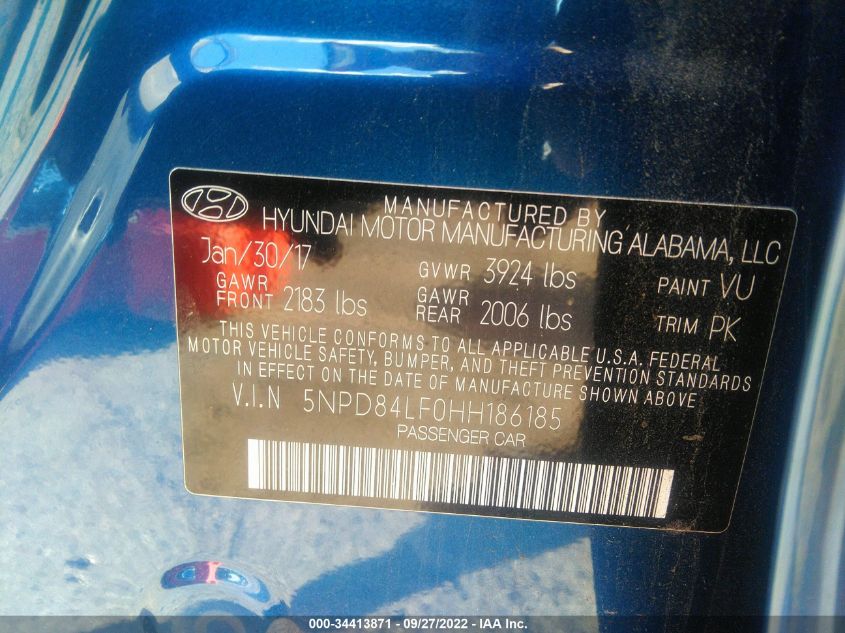 MANUFACTURED BY
HYUNDAI MOTOR MANUFACTURING ALABAMA, LLC
Jan/30/17 GVWR 3924 lbs PAINT VU
GAWR FRONT 2183 lbs GAWR REAR 2006 lbs TRIM PK
THIS VEHICLE CONFORMS TO ALL APPLICABLE U.S.A. FEDERAL
MOTOR VEHICLE SAFETY, BUMPER, AND THEFT PREVENTION STANDARDS
IN EFFECT ON THE DATE OF MANUFACTURE SHOWN ABOVE
V.I.N 5NPD84LF0HH186185
PASSENGER CAR
000-34413871 • 09/27/2022 • IAA Inc.